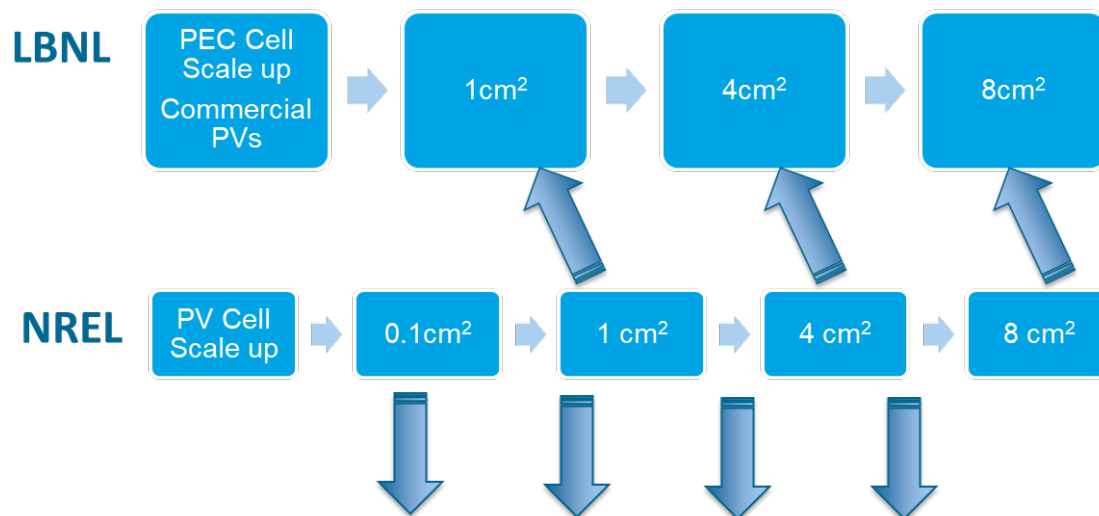 LBNL
PEC Cell
Scale up
Commercial
PVs
1cm²
4cm²
8cm²
NREL
PV Cell
Scale up
0.1cm²
1 cm²
4 cm²
8 cm²